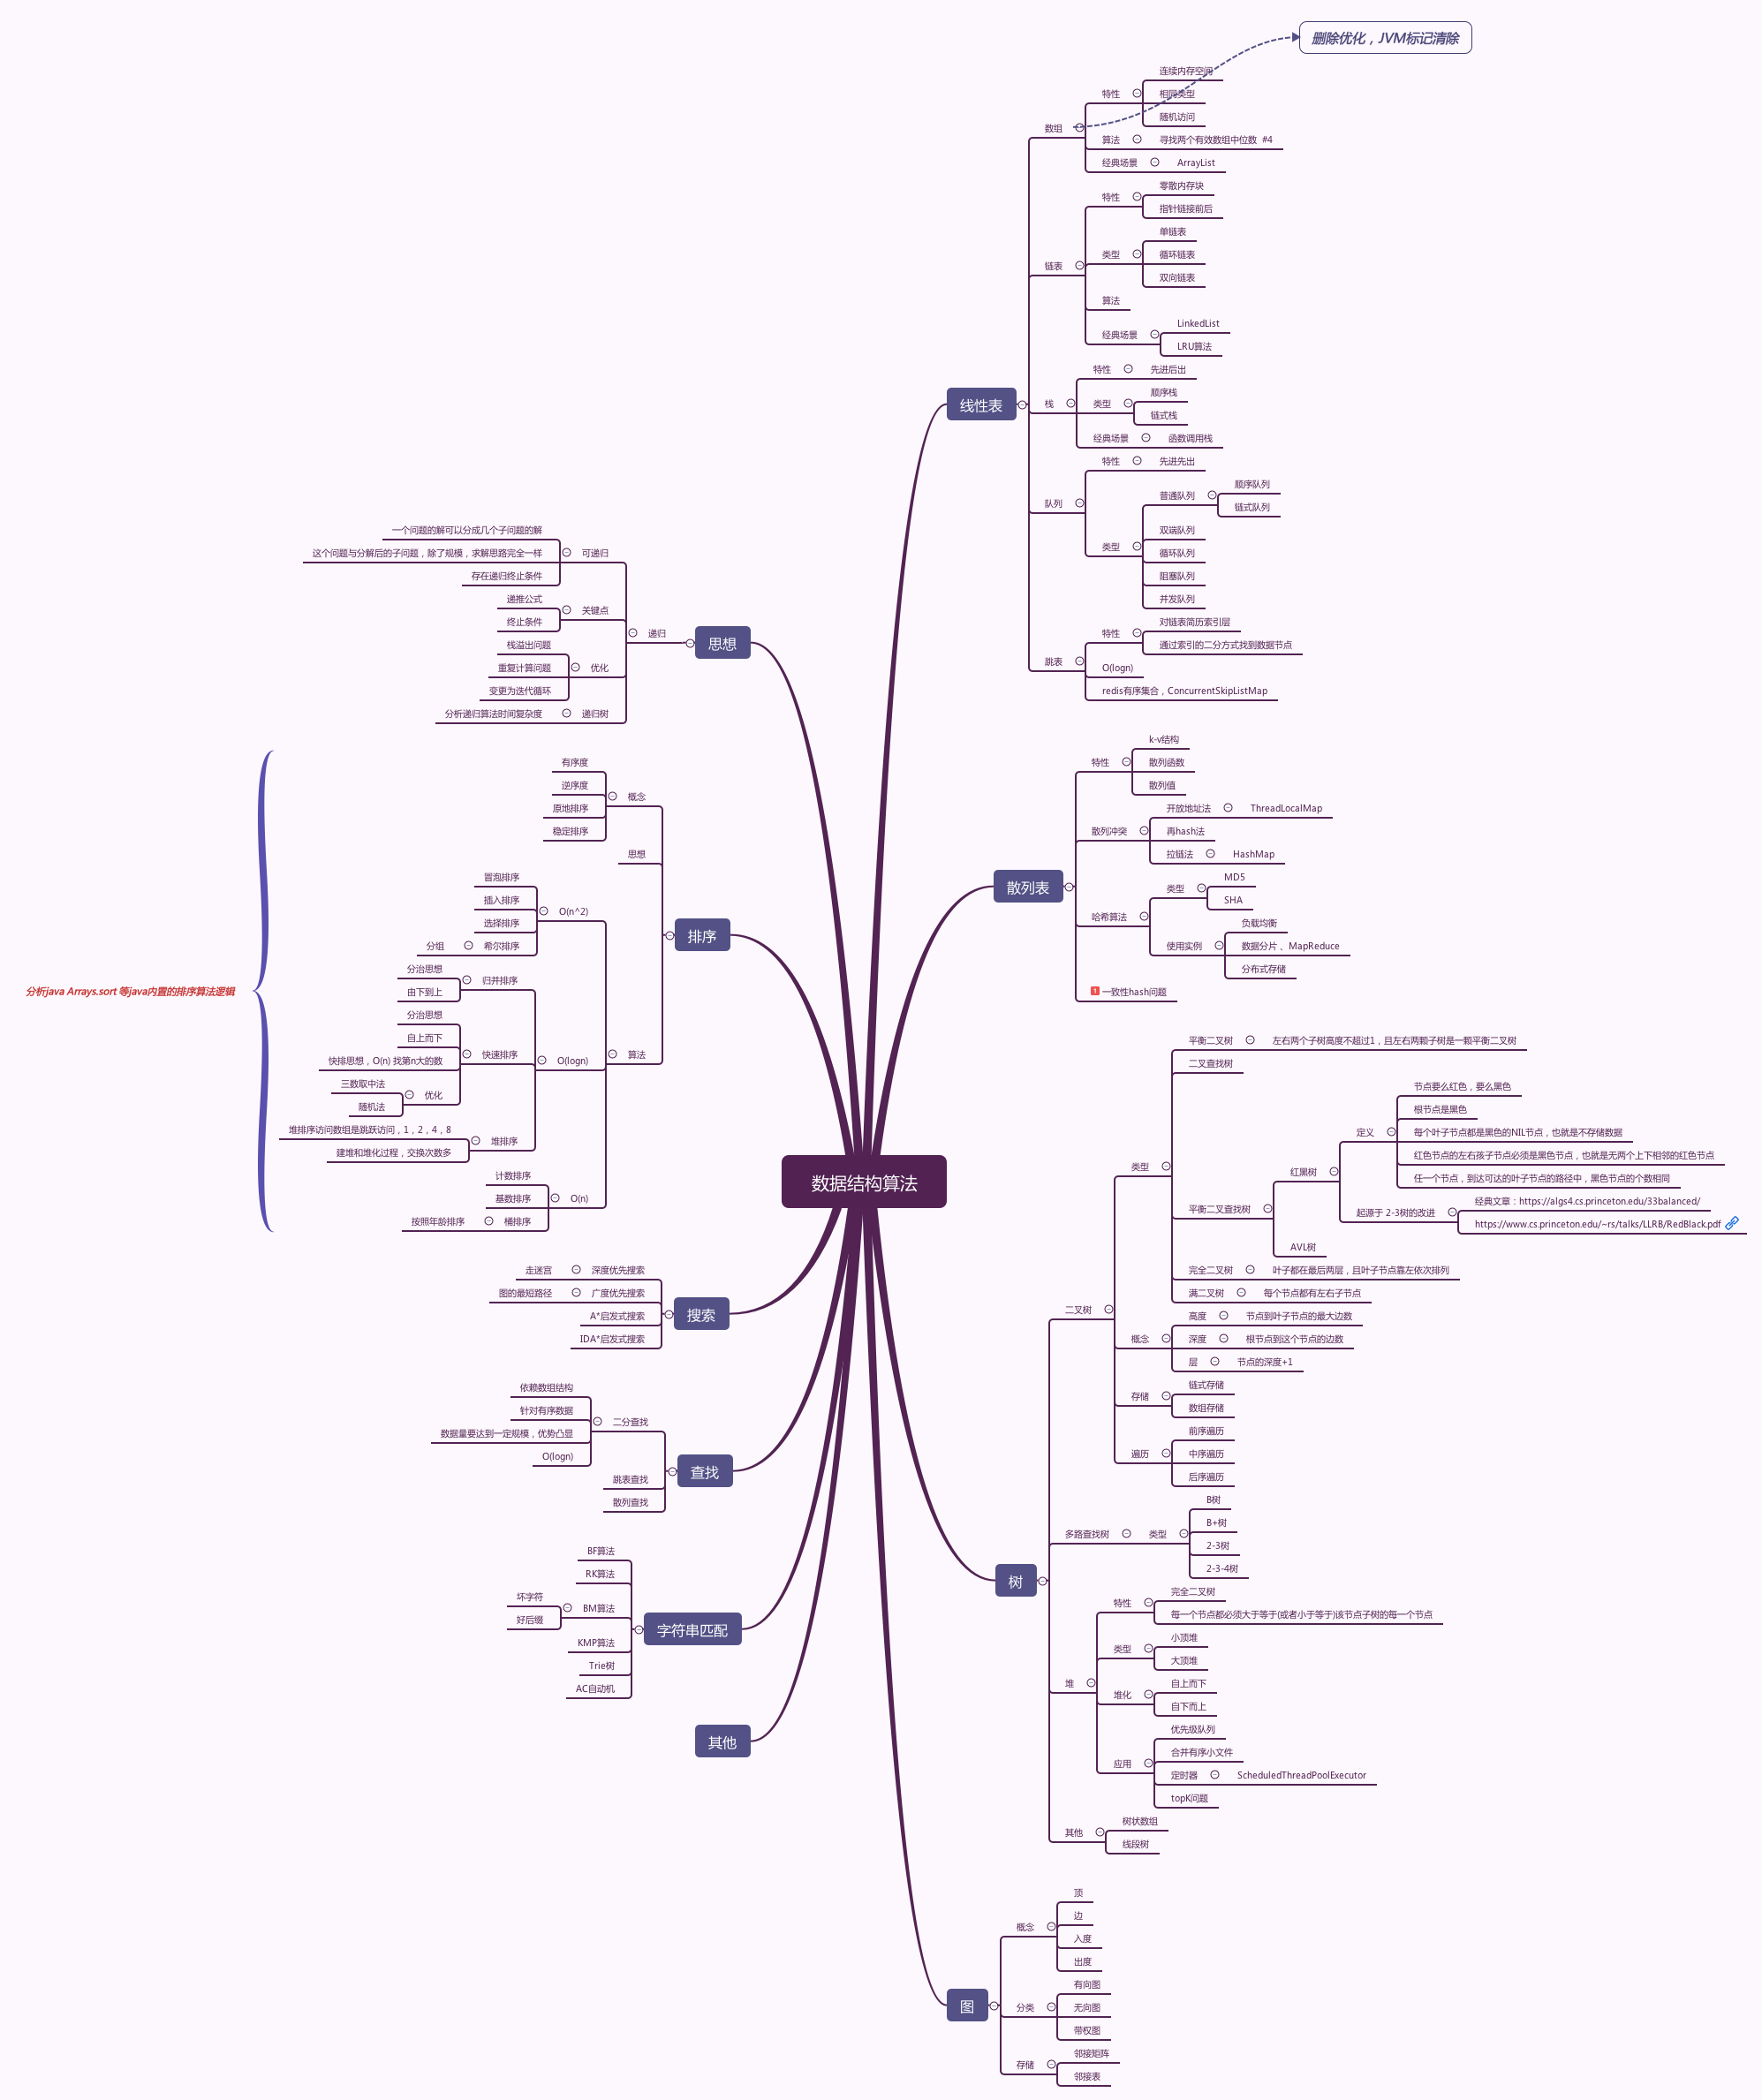 数据结构算法
线性表
数组
特性
连续内存空间
相同类型
随机访问
算法
寻找两个有效数组中位数 #4
经典场景
ArrayList
删除优化，JVM标记清除
链表
特性
零散内存块
指针链接前后
类型
单链表
循环链表
双向链表
算法
经典场景
LinkedList
LRU算法
栈
特性
先进后出
类型
顺序栈
链式栈
经典场景
函数调用栈
队列
特性
先进先出
类型
普通队列
顺序队列
链式队列
双端队列
循环队列
阻塞队列
并发队列
跳表
特性
对链表简历索引层
通过索引的二分方式找到数据节点
O(logn)
redis有序集合，ConcurrentSkipListMap
散列表
特性
k-v结构
散列函数
散列值
散列冲突
开放地址法
ThreadLocalMap
再hash法
拉链法
HashMap
哈希算法
类型
MD5
SHA
使用实例
负载均衡
数据分片 、MapReduce
分布式存储
1
一致性hash问题
树
二叉树
类型
平衡二叉树
左右两个子树高度不超过1，且左右两颗子树是一颗平衡二叉树
二叉查找树
平衡二叉查找树
红黑树
定义
节点要么红色，要么黑色
根节点是黑色
每个叶子节点都是黑色的NIL节点，也就是不存储数据
红色节点的左右孩子节点必须是黑色节点，也就是无两个上下相邻的红色节点
任一个节点，到达可达的叶子节点的路径中，黑色节点的个数相同
起源于 2-3树的改进
经典文章：https://algs4.cs.princeton.edu/33balanced/
https://www.cs.princeton.edu/~rs/talks/LLRB/RedBlack.pdf
AVL树
完全二叉树
叶子都在最后两层，且叶子节点靠左依次排列
满二叉树
每个节点都有左右子节点
概念
高度
节点到叶子节点的最大边数
深度
根节点到这个节点的边数
层
节点的深度+1
存储
链式存储
数组存储
遍历
前序遍历
中序遍历
后序遍历
多路查找树
类型
B树
B+树
2-3树
2-3-4树
堆
特性
完全二叉树
每一个节点都必须大于等于(或者小于等于)该节点子树的每一个节点
类型
小顶堆
大顶堆
堆化
自上而下
自下而上
应用
优先级队列
合并有序小文件
定时器
ScheduledThreadPoolExecutor
topK问题
其他
树状数组
线段树
图
概念
顶
边
入度
出度
分类
有向图
无向图
带权图
存储
邻接矩阵
邻接表
思想
递归
可递归
一个问题的解可以分成几个子问题的解
这个问题与分解后的子问题，除了规模，求解思路完全一样
存在递归终止条件
关键点
递推公式
终止条件
优化
栈溢出问题
重复计算问题
变更为迭代循环
递归树
分析递归算法时间复杂度
排序
概念
有序度
逆序度
原地排序
稳定排序
思想
算法
O(n^2)
冒泡排序
插入排序
选择排序
希尔排序
分组
O(logn)
归并排序
分治思想
由下到上
快速排序
分治思想
自上而下
快排思想，O(n) 找第n大的数
优化
三数取中法
随机法
堆排序
堆排序访问数组是跳跃访问，1，2，4，8
建堆和堆化过程，交换次数多
O(n)
计数排序
基数排序
桶排序
按照年龄排序
分析java Arrays.sort 等java内置的排序算法逻辑
搜索
深度优先搜索
走迷宫
广度优先搜索
图的最短路径
A*启发式搜索
IDA*启发式搜索
查找
二分查找
依赖数组结构
针对有序数据
数据量要达到一定规模，优势凸显
O(logn)
跳表查找
散列查找
字符串匹配
BF算法
RK算法
BM算法
坏字符
好后缀
KMP算法
Trie树
AC自动机
其他